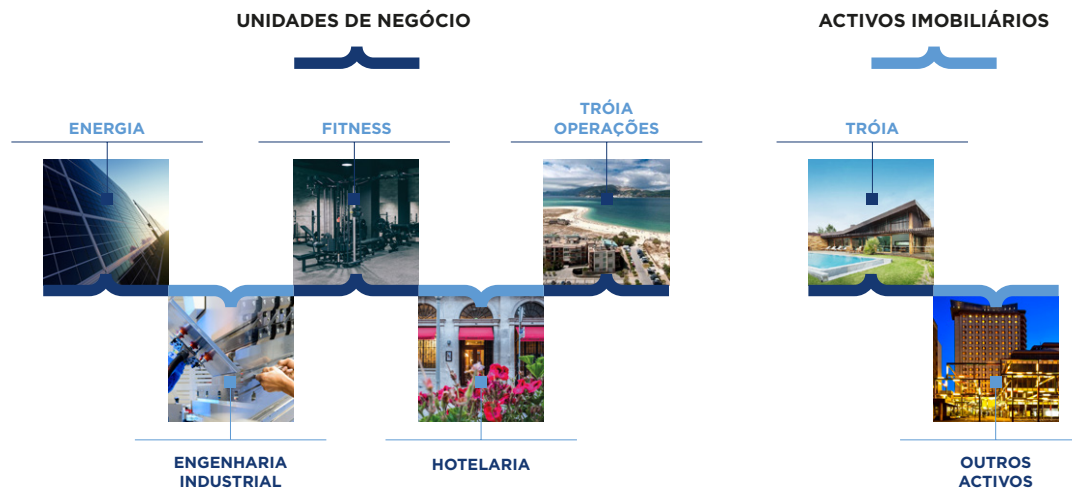 UNIDADES DE NEGÓCIO
ACTIVOS IMOBILIÁRIOS
ENERGIA
FITNESS
TRÓIA
OPERAÇÕES
TRÓIA
ENGENHARIA
INDUSTRIAL
HOTELARIA
OUTROS
ACTIVOS